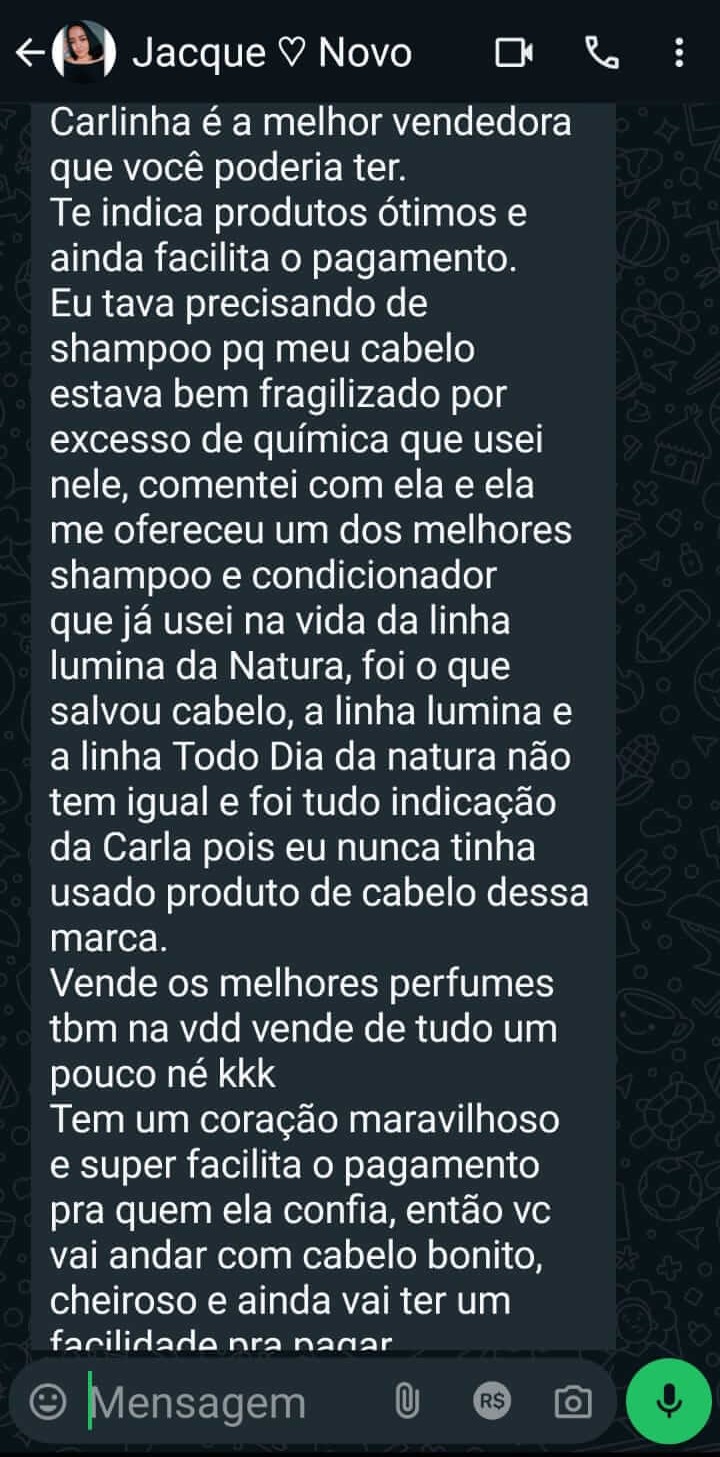 Jacque ♡ Novo
Carlinha é a melhor vendedora
que você poderia ter.
Te indica produtos ótimos e
ainda facilita o pagamento.
Eu tava precisando de
shampoo pq meu cabelo
estava bem fragilizado por
excesso de química que usei
nele, comentei com ela e ela
me ofereceu um dos melhores
shampoo e condicionador
que já usei na vida da linha
lumina da Natura, foi o que
salvou cabelo, a linha lumina e
a linha Todo Dia da natura não
tem igual e foi tudo indicação
da Carla pois eu nunca tinha
usado produto de cabelo dessa
marca.
Vende os melhores perfumes
tbm na vdd vende de tudo um
pouco né kkk
Tem um coração maravilhoso
e super facilita o pagamento
pra quem ela confia, então vc
vai andar com cabelo bonito,
cheiroso e ainda vai ter um
facilidade pra pagar
Mensagem
R$